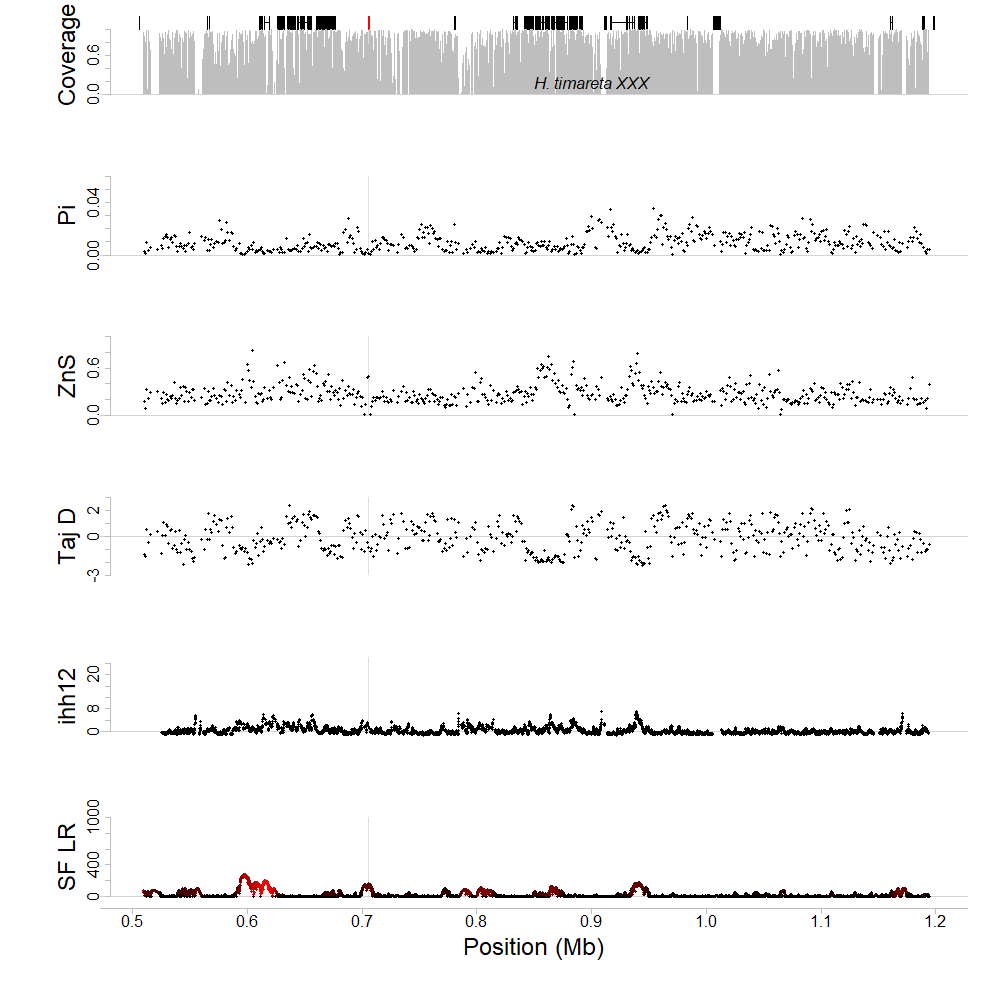 Coverage
0.6
0.0
H. timareta XXX
Pi
0.04
0.00
ZnS
0.6
0.0
Taj D
2
0
-3
ihh12
20
8
0
SF LR
1000
400
0
0.5 0.6 0.7 0.8 0.9 1.0 1.1 1.2
Position (Mb)